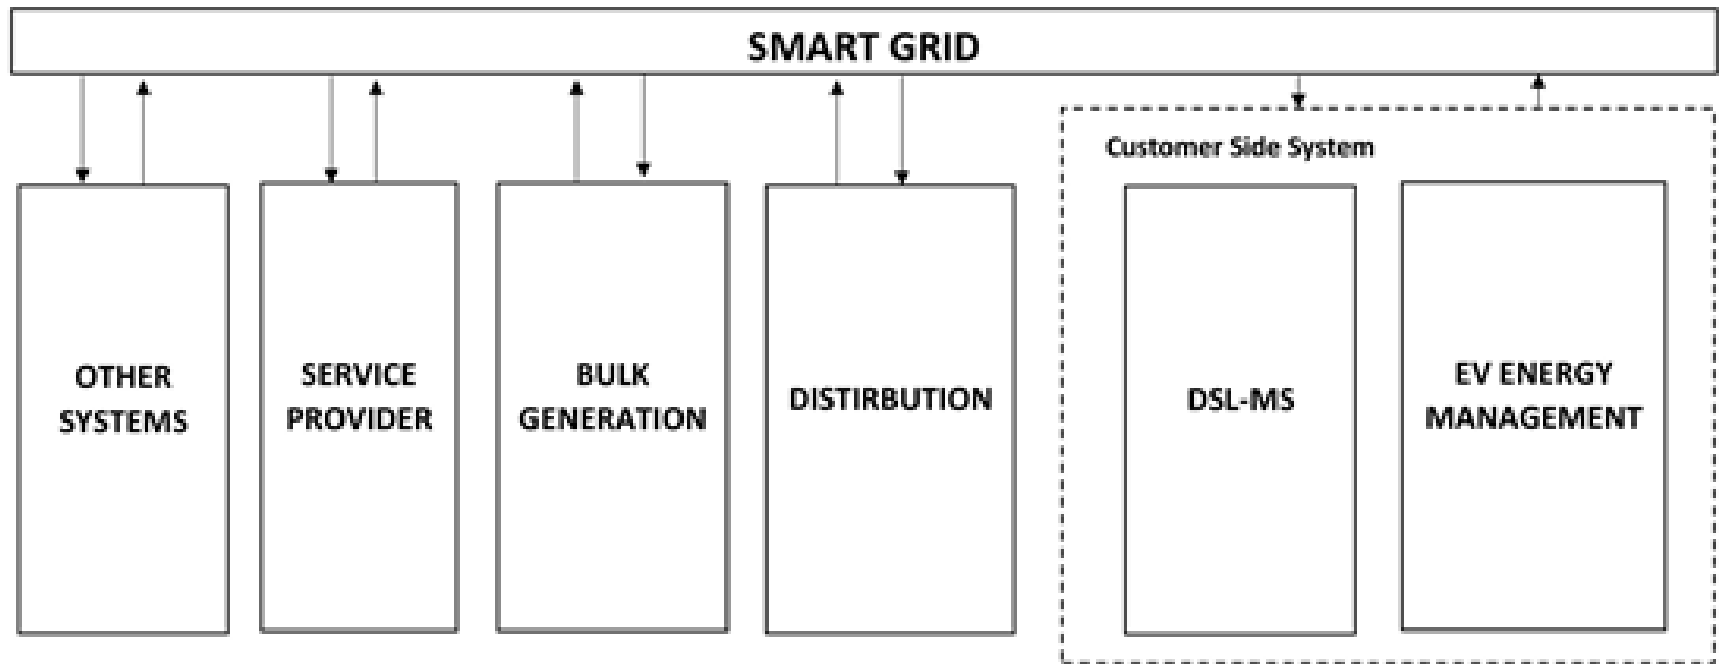 SMART GRID
Customer Side System
OTHER
SYSTEMS
SERVICE
PROVIDER
BULK
GENERATION
DISTIRBUTION
DSL-MS
EV ENERGY
MANAGEMENT